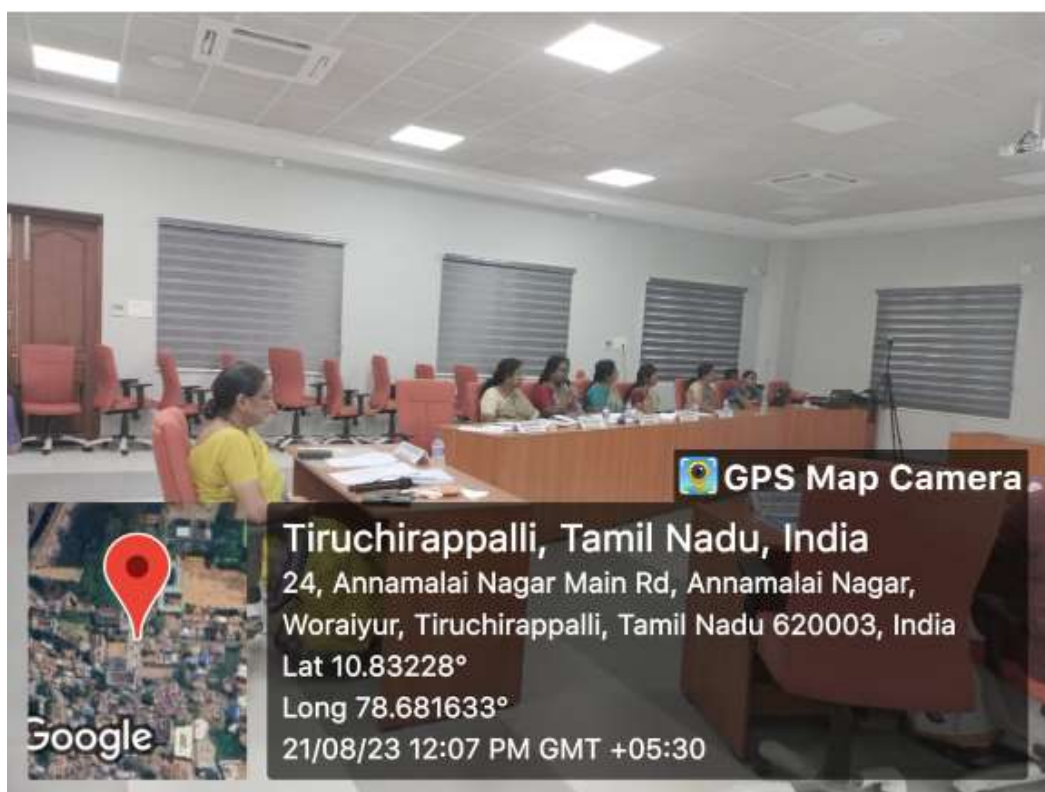 GPS Map Camera
Tiruchirappalli, Tamil Nadu, India
24, Annamalai Nagar Main Rd, Annamalai Nagar,
Woraiyur, Tiruchirappalli, Tamil Nadu 620003, India
Lat 10.83228°
Long 78.681633°
21/08/23 12:07 PM GMT +05:30
Google